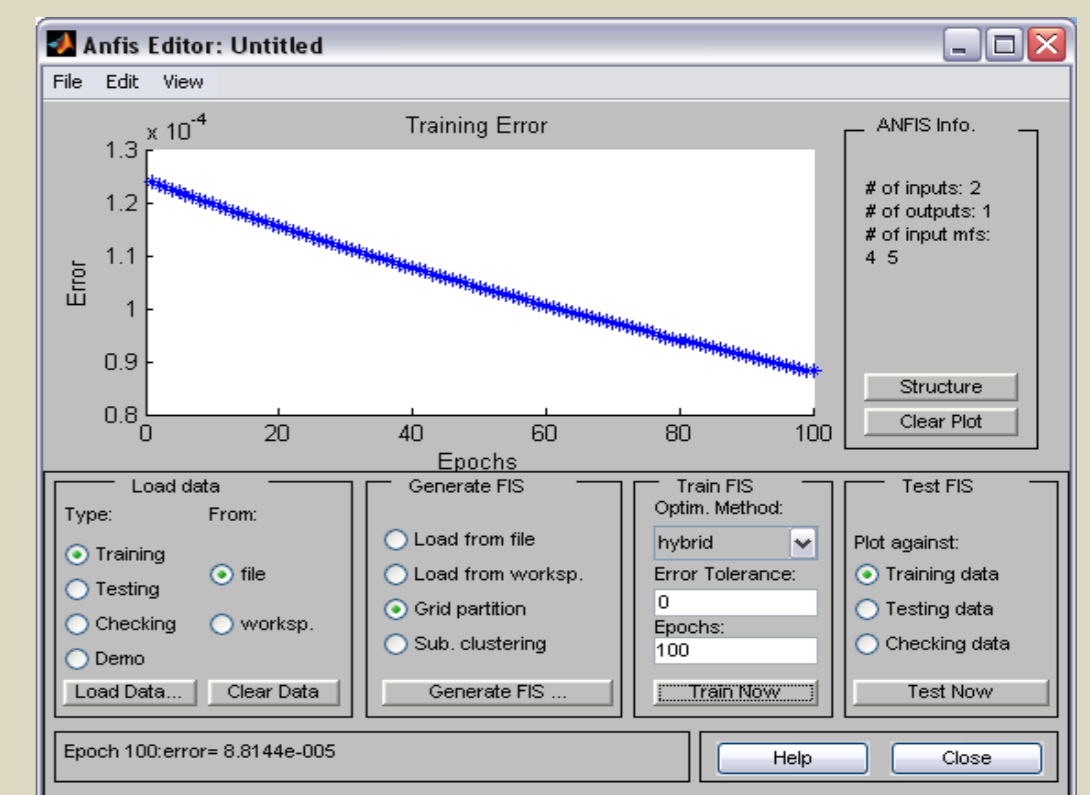 Anfis Editor: Untitled
File Edit View
x 10-4
Training Error
1.3
1.2
1.1
1
0.9
0.8
Error
0 20 40 60 80 100
Epochs
ANFIS Info.
# of inputs: 2
# of outputs: 1
# of input mfs:
4 5
Structure
Clear Plot
Load data
Type: From:
Training
Testing
Checking
Demo
file
worksp.
Load Data... Clear Data
Generate FIS
Load from file
Load from worksp.
Grid partition
Sub. clustering
Generate FIS ...
Train FIS
Optim. Method:
hybrid
Error Tolerance:
0
Epochs:
100
Train Now
Test FIS
Plot against:
Training data
Testing data
Checking data
Test Now
Epoch 100:error= 8.8144e-005
Help Close